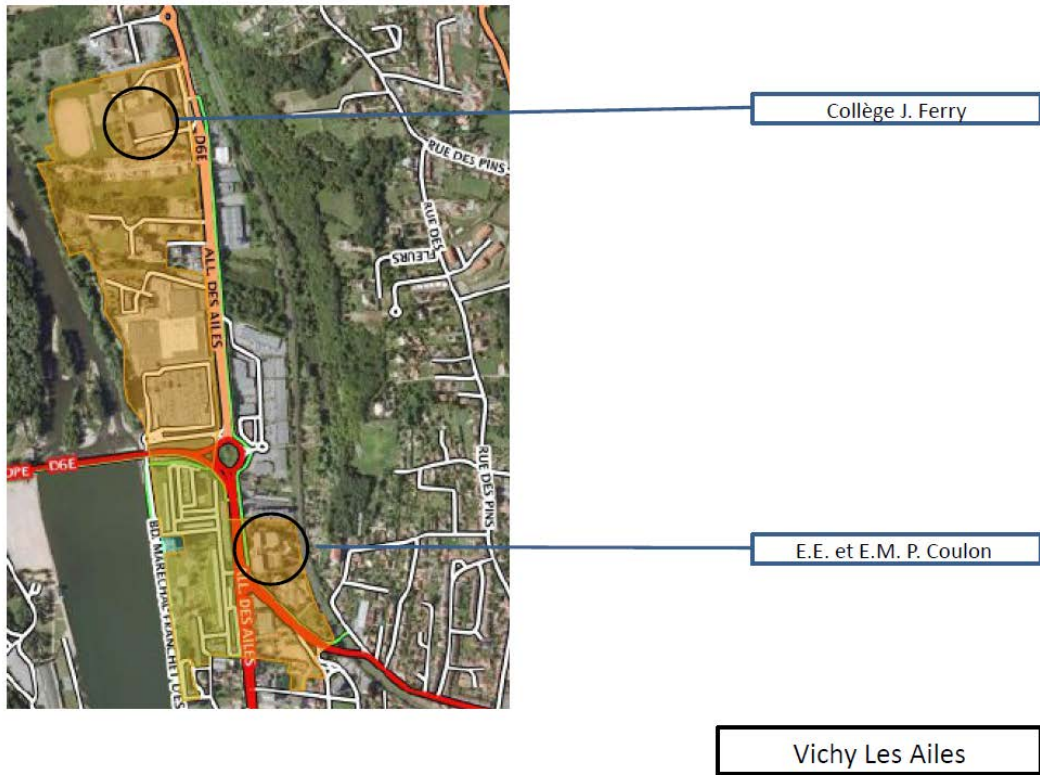 Collège J. Ferry
D6E
RUE DES PINS
RUE DES
FLEURS
ALL. DES AILES
RUE DES PINS
D6E
BD. MARECHAL FRANCHET D'ES
ALL. DES AILES
E.E. et E.M. P. Coulon
Vichy Les Ailes